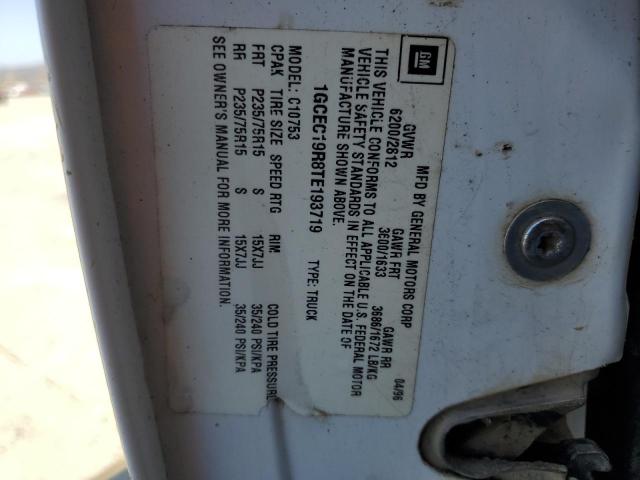 GM
MFD BY GENERAL MOTORS CORP 04/96
GVWR GAWR FRT GAWR RR
6200/2812 3600/1633 3686/1672 LB/KG
THIS VEHICLE CONFORMS TO ALL APPLICABLE U.S. FEDERAL MOTOR
VEHICLE SAFETY STANDARDS IN EFFECT ON THE DATE OF
MANUFACTURE SHOWN ABOVE.
1GCEC19R8TE193719 TYPE: TRUCK
MODEL: C10753
CPAK TIRE SIZE SPEED RTG RIM COLD TIRE PRESSURE
FRT P235/75R15 S 15X7JJ 35/240 PSI/KPA
RR P235/75R15 S 15X7JJ 35/240 PSI/KPA
SEE OWNER'S MANUAL FOR MORE INFORMATION.